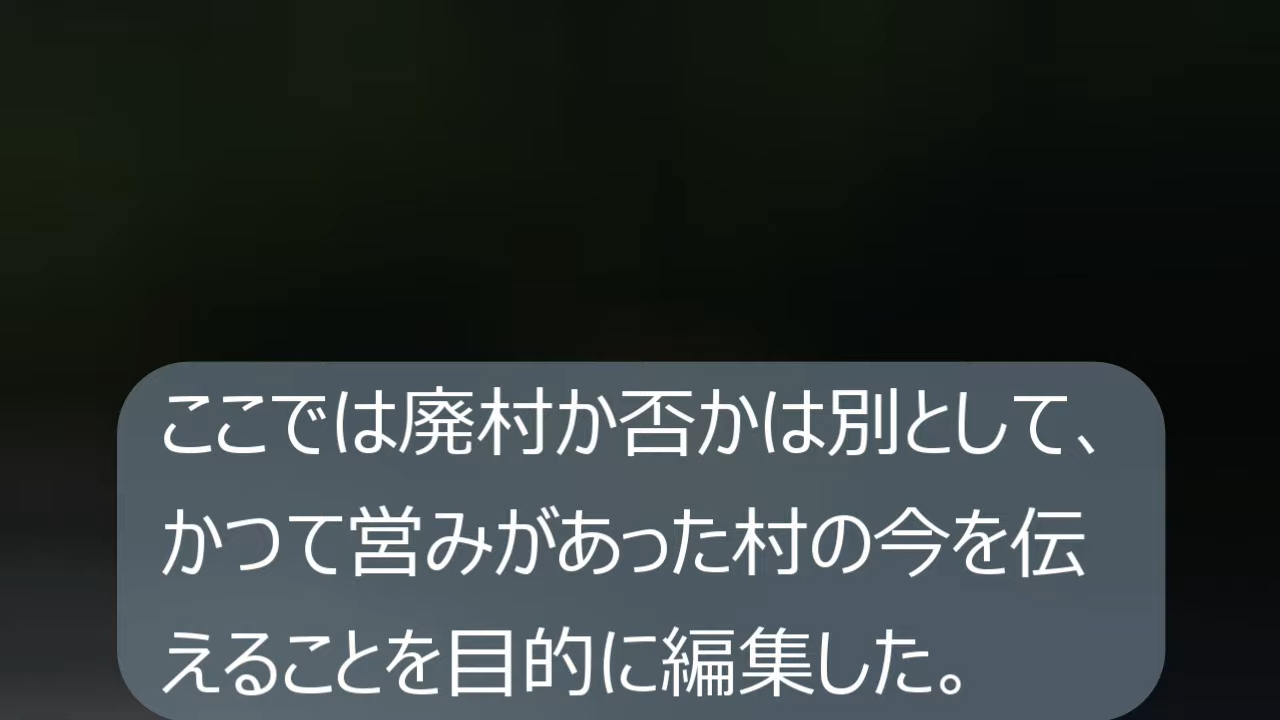 ここでは廃村か否かは別として、
かつて営みがあった村の今を伝
えることを目的に編集した。